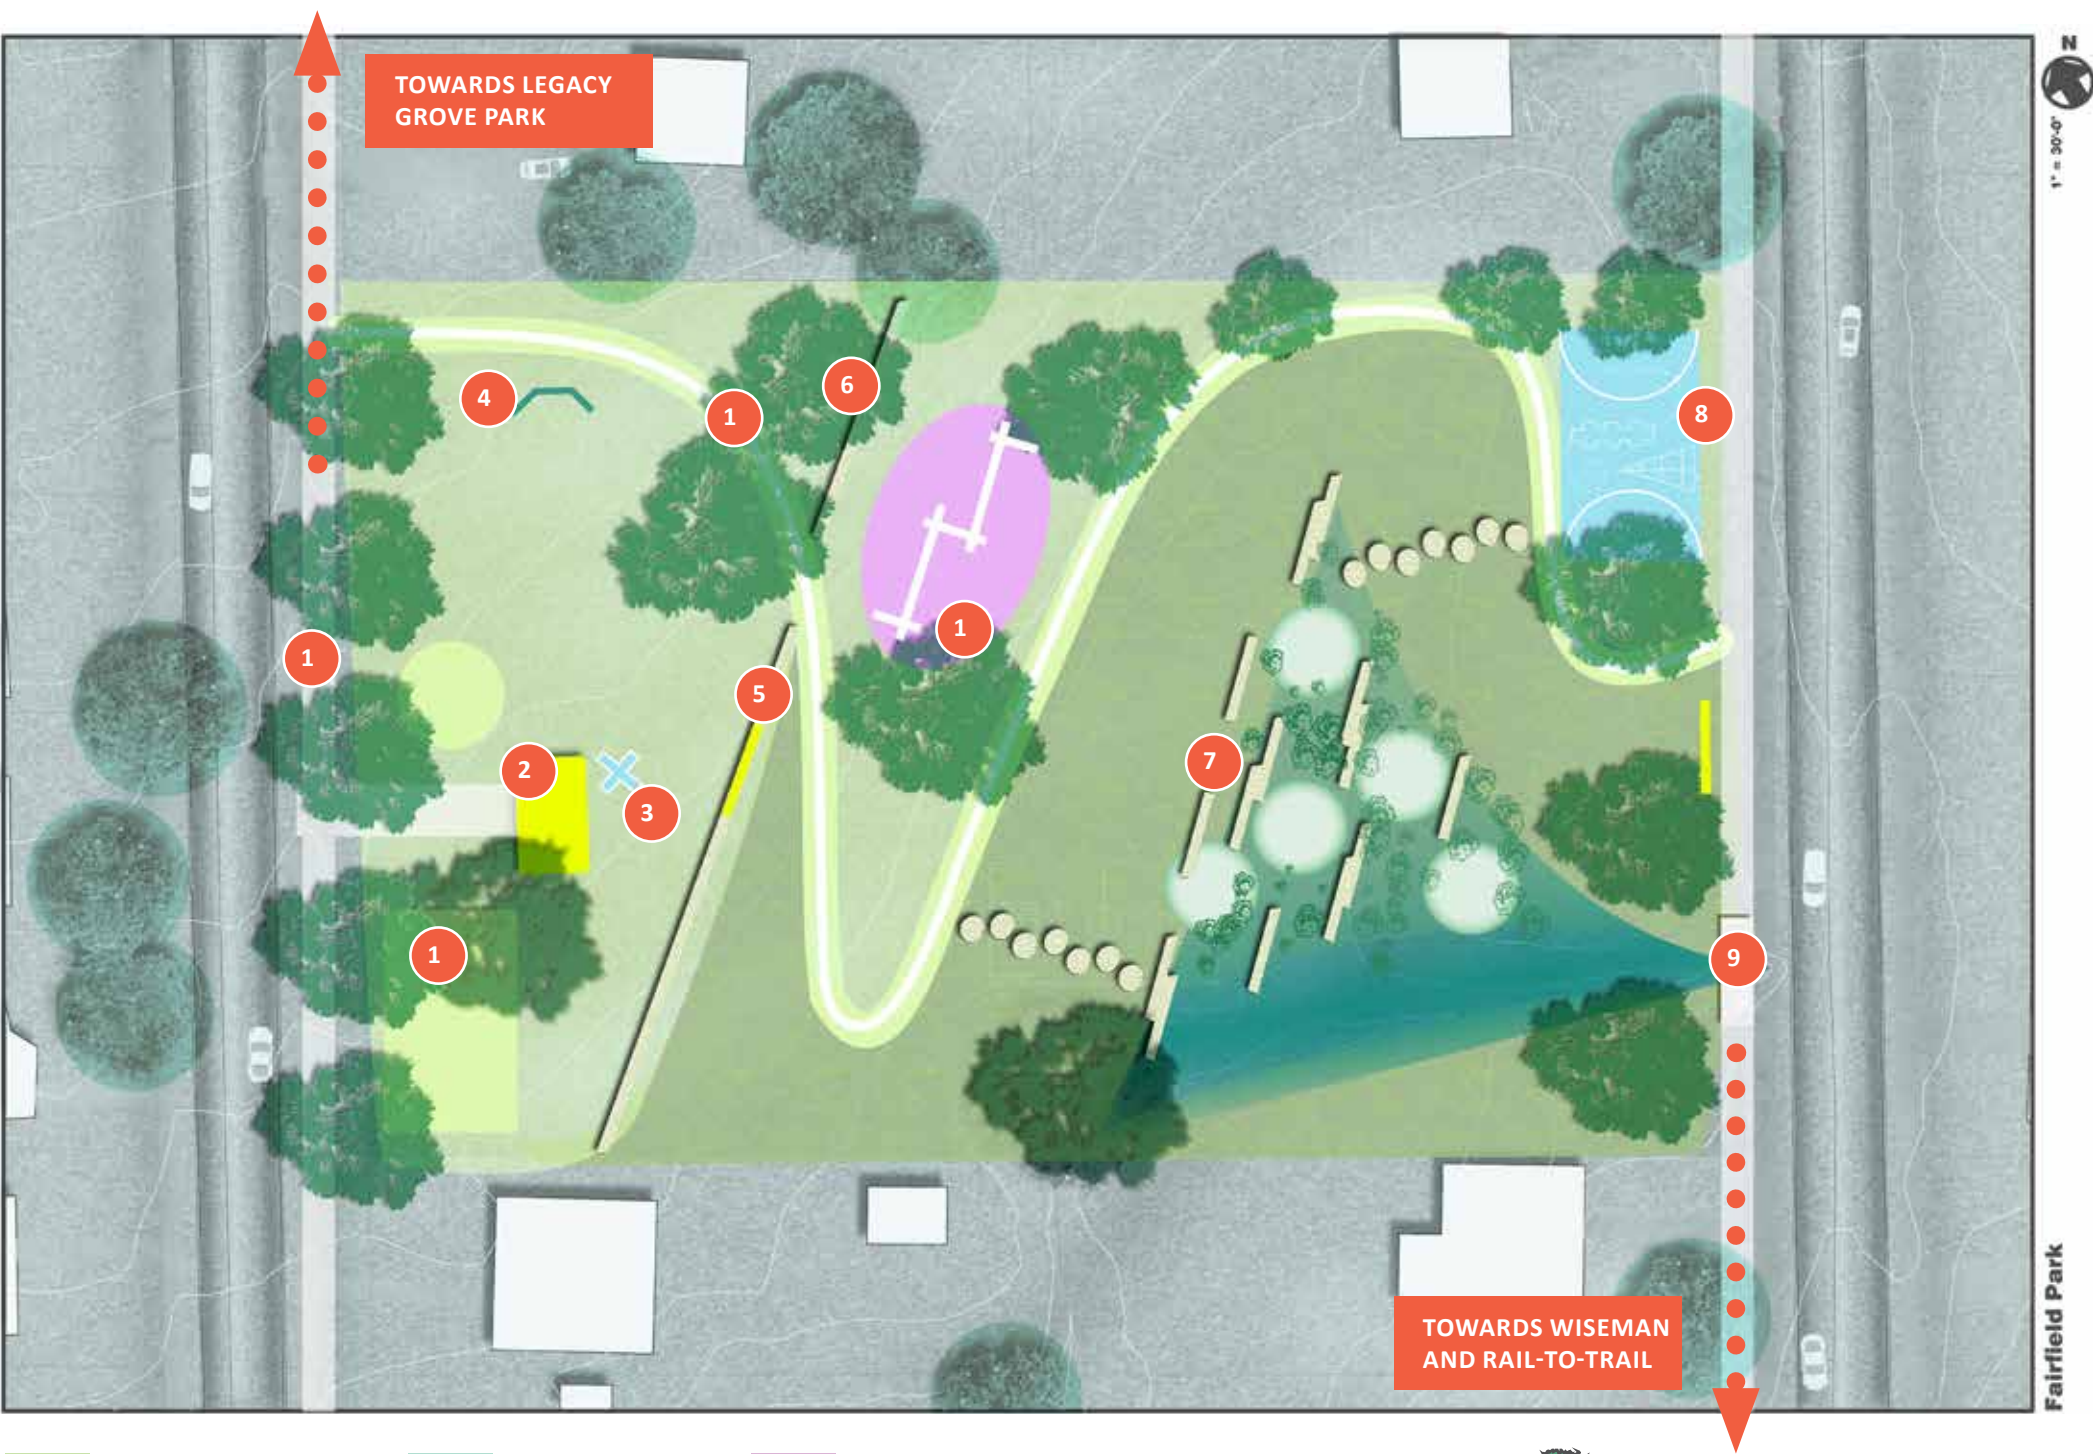 TOWARDS LEGACY
GROVE PARK
N
1" = 30'-0"
4
1
6
8
1
1
5
2
3
7
1
9
TOWARDS WISEMAN
AND RAIL-TO-TRAIL
Fairfield Park